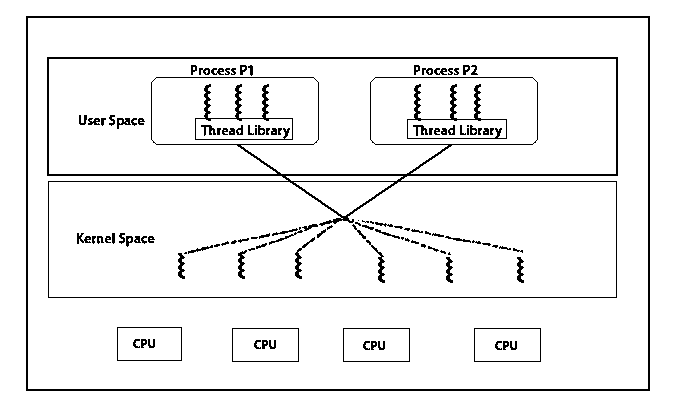 Process P1
Process P2
User Space
Thread Library
Thread Library
Kernel Space
CPU
CPU
CPU
CPU